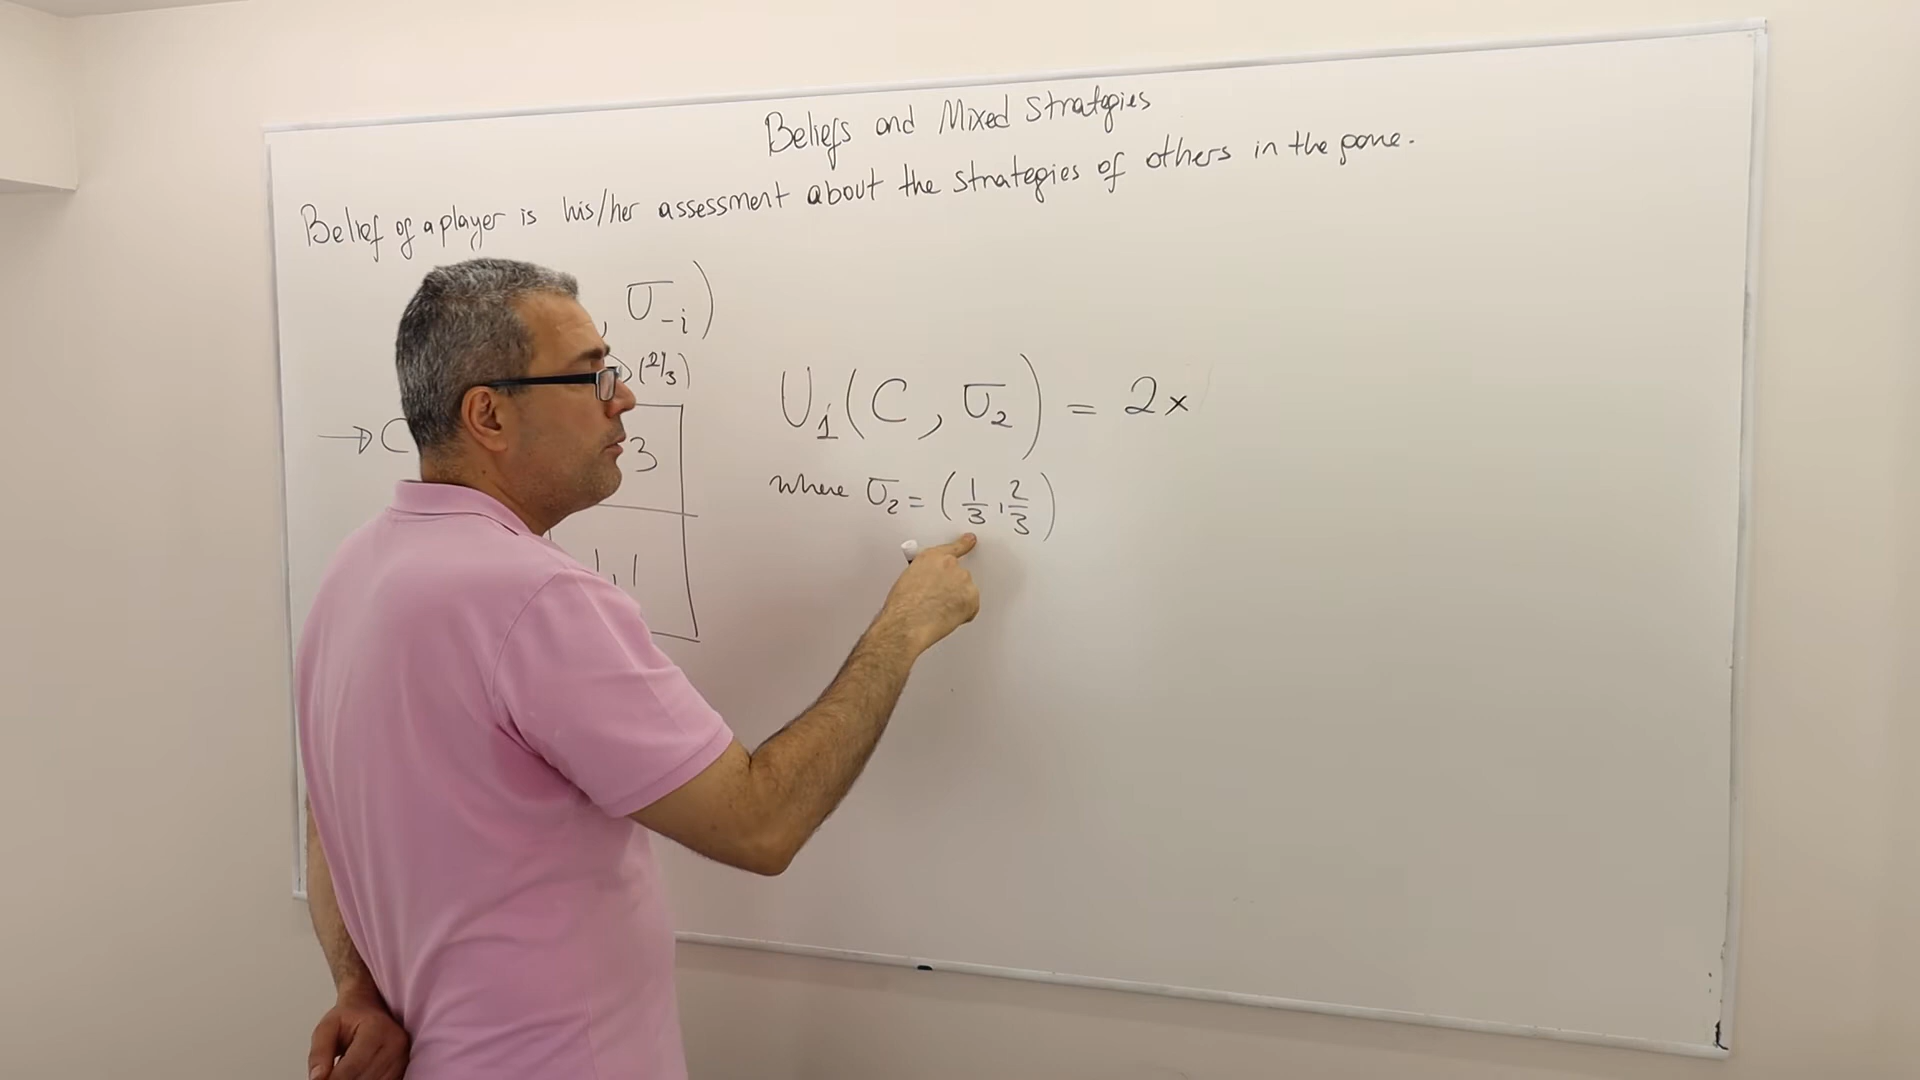 Beliefs and Mixed Strategies
Belief of a player is his/her assessment about the strategies of others in the game.
, σ₋ᵢ)
D (2/3)
→ C
3
1,1
U₁(C, σ₂) = 2×
where σ₂ = (1/3, 2/3)